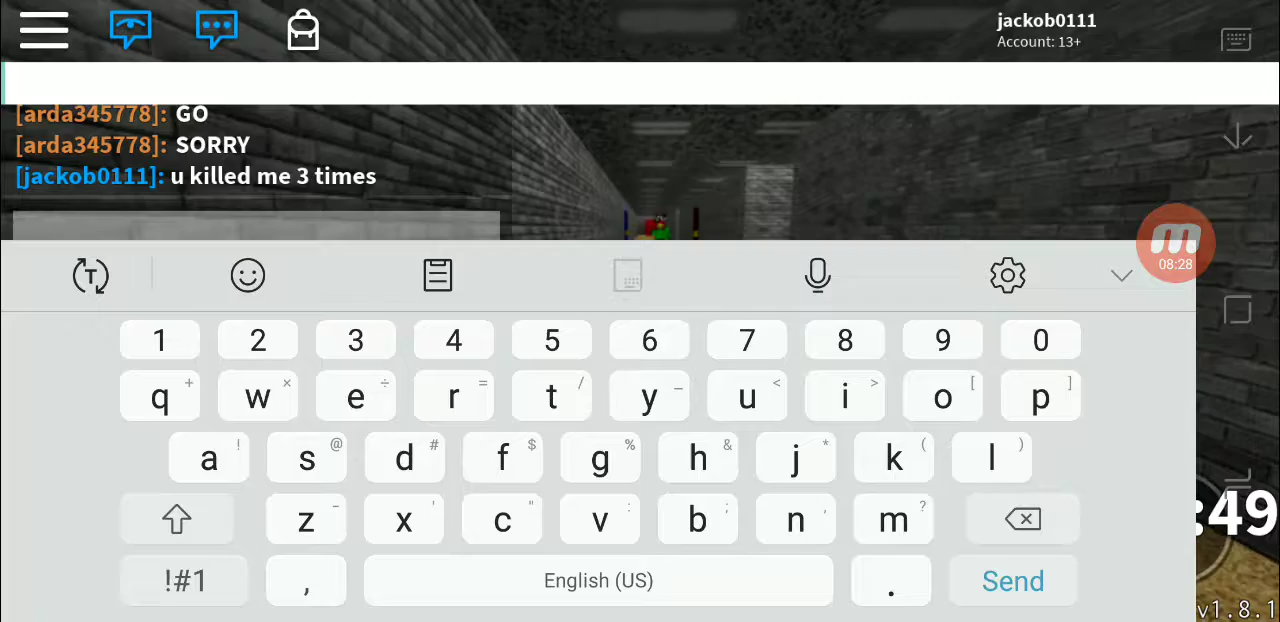 jackob0111
Account: 13+
[arda345778]: GO
[arda345778]: SORRY
[jackob0111]: u killed me 3 times
08:28
T
1 2 3 4 5 6 7 8 9 0
q + w × e ÷ r = t / y _ u < i > o [ p ]
a ! s @ d # f $ g % h & j * k ( l )
z - x ' c " v : b ; n , m ?
!#1 , English (US) . Send
:49
v1.8.1